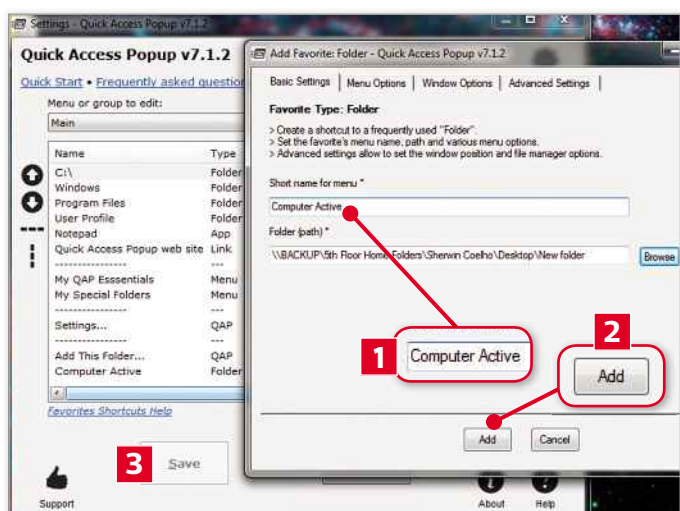 Settings - Quick Access Popup v7.1.2
Quick Access Popup v7.1.2
Quick Start • Frequently asked question
Menu or group to edit:
Main
Name Type
C:\ Folder
Windows Folder
Program Files Folder
User Profile Folder
Notepad App
Quick Access Popup web site Link
---------------- ---
My QAP Esssentials Menu
My Special Folders Menu
---------------- ---
Settings... QAP
---------------- ---
Add This Folder... QAP
Computer Active Folder
Favorites Shortcuts Help
3 Save
Support
Add Favorite: Folder - Quick Access Popup v7.1.2
Basic Settings Menu Options Window Options Advanced Settings
Favorite Type: Folder
> Create a shortcut to a frequently used "Folder".
> Set the favorite's menu name, path and various menu options.
> Advanced settings allow to set the window position and file manager options.
Short name for menu *
Computer Active
Folder (path) *
\\BACKUP\5th Floor Home Folders\Sherwin Coelho\Desktop\New folder Browse
1 Computer Active
2
Add
Add Cancel
About Help